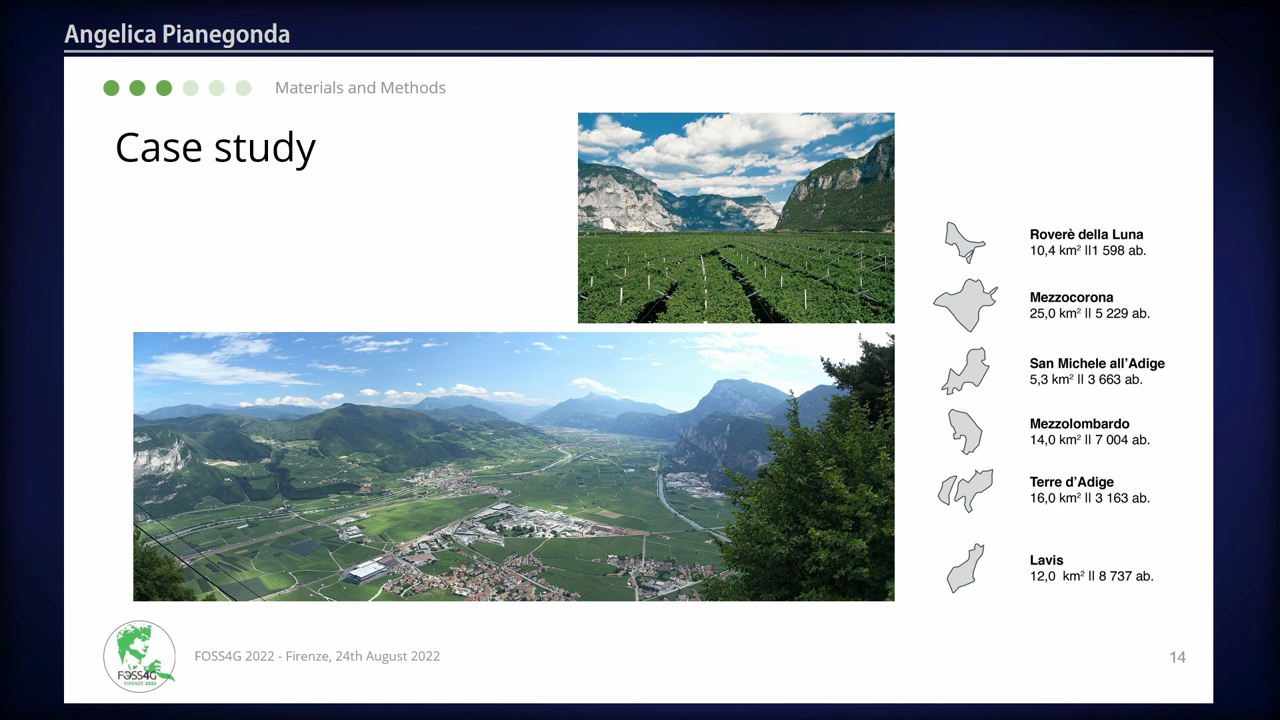 Angelica Pianegonda
Materials and Methods
Case study
Roverè della Luna
10,4 km² ll1 598 ab.
Mezzocorona
25,0 km² ll 5 229 ab.
San Michele all’Adige
5,3 km² ll 3 663 ab.
Mezzolombardo
14,0 km² ll 7 004 ab.
Terre d’Adige
16,0 km² ll 3 163 ab.
Lavis
12,0  km² ll 8 737 ab.
FOSS4G
FIRENZE 2022
FOSS4G 2022 - Firenze, 24th August 2022
14